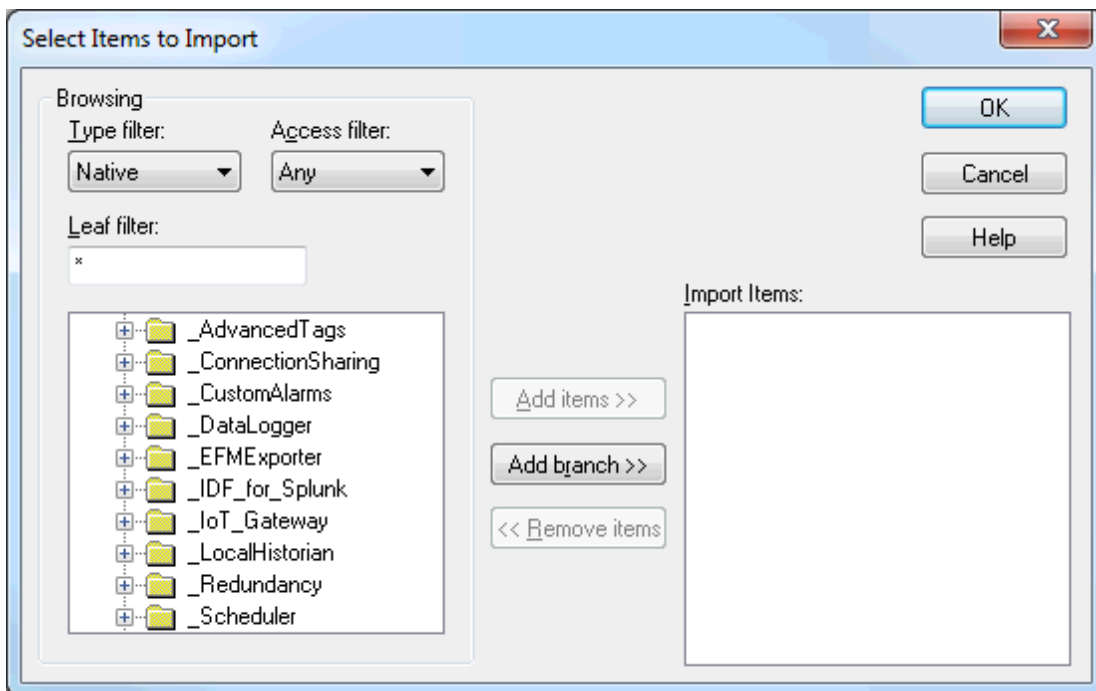 Select Items to Import
Browsing
Type filter:
Access filter:
Native
Any
Leaf filter:
*
_AdvancedTags
_ConnectionSharing
_CustomAlarms
_DataLogger
_EFMExporter
_IDF_for_Splunk
_IoT_Gateway
_LocalHistorian
_Redundancy
_Scheduler
Add items >>
Add branch >>
<< Remove items
OK
Cancel
Help
Import Items: